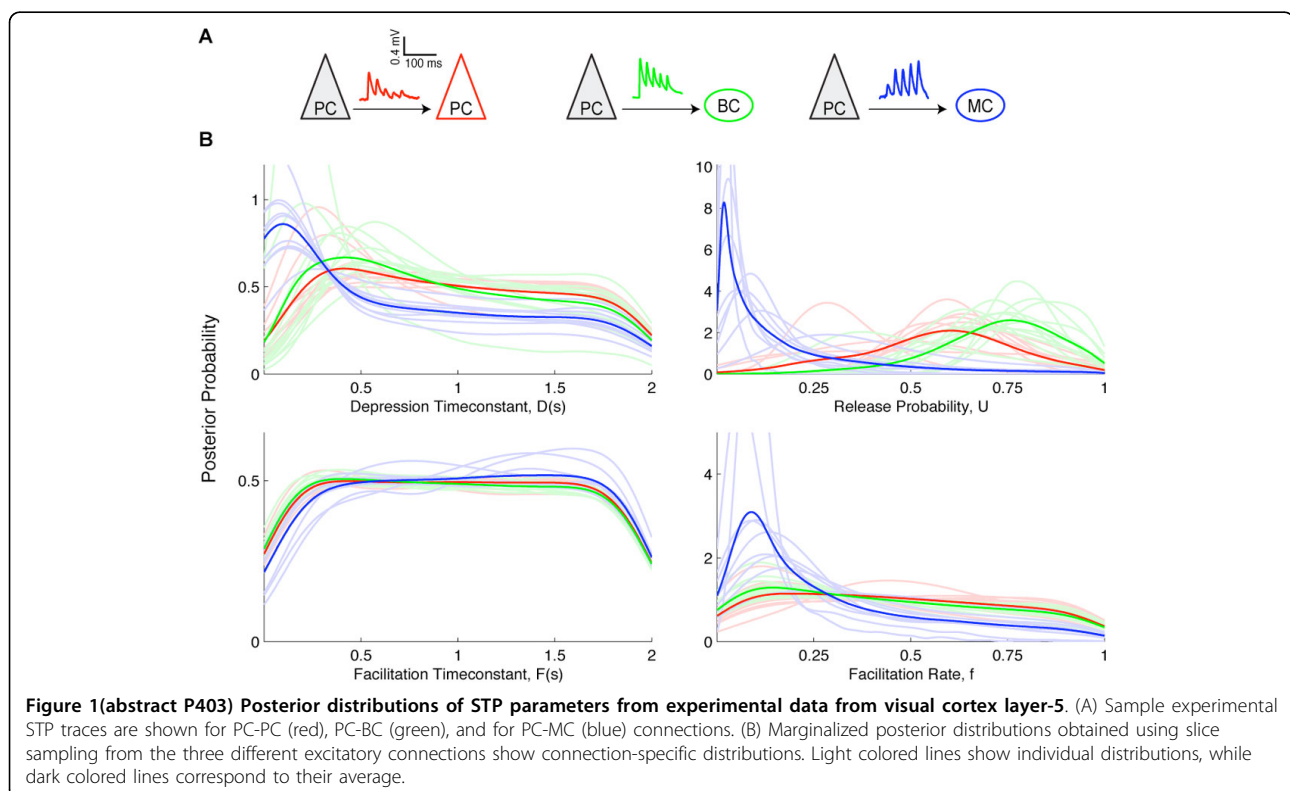 A
0.4 mV
100 ms
PC
PC
PC
BC
PC
MC
B
Posterior Probability
1
0.5
0
0.5
1
1.5
2
Depression Timeconstant, D(s)
10
8
6
4
2
0
0.25
0.5
0.75
1
Release Probability, U
0.5
0
0.5
1
1.5
2
Facilitation Timeconstant, F(s)
4
2
0
0.25
0.5
0.75
1
Facilitation Rate, f
Figure 1(abstract P403) Posterior distributions of STP parameters from experimental data from visual cortex layer-5. (A) Sample experimental
STP traces are shown for PC-PC (red), PC-BC (green), and for PC-MC (blue) connections. (B) Marginalized posterior distributions obtained using slice
sampling from the three different excitatory connections show connection-specific distributions. Light colored lines show individual distributions, while
dark colored lines correspond to their average.